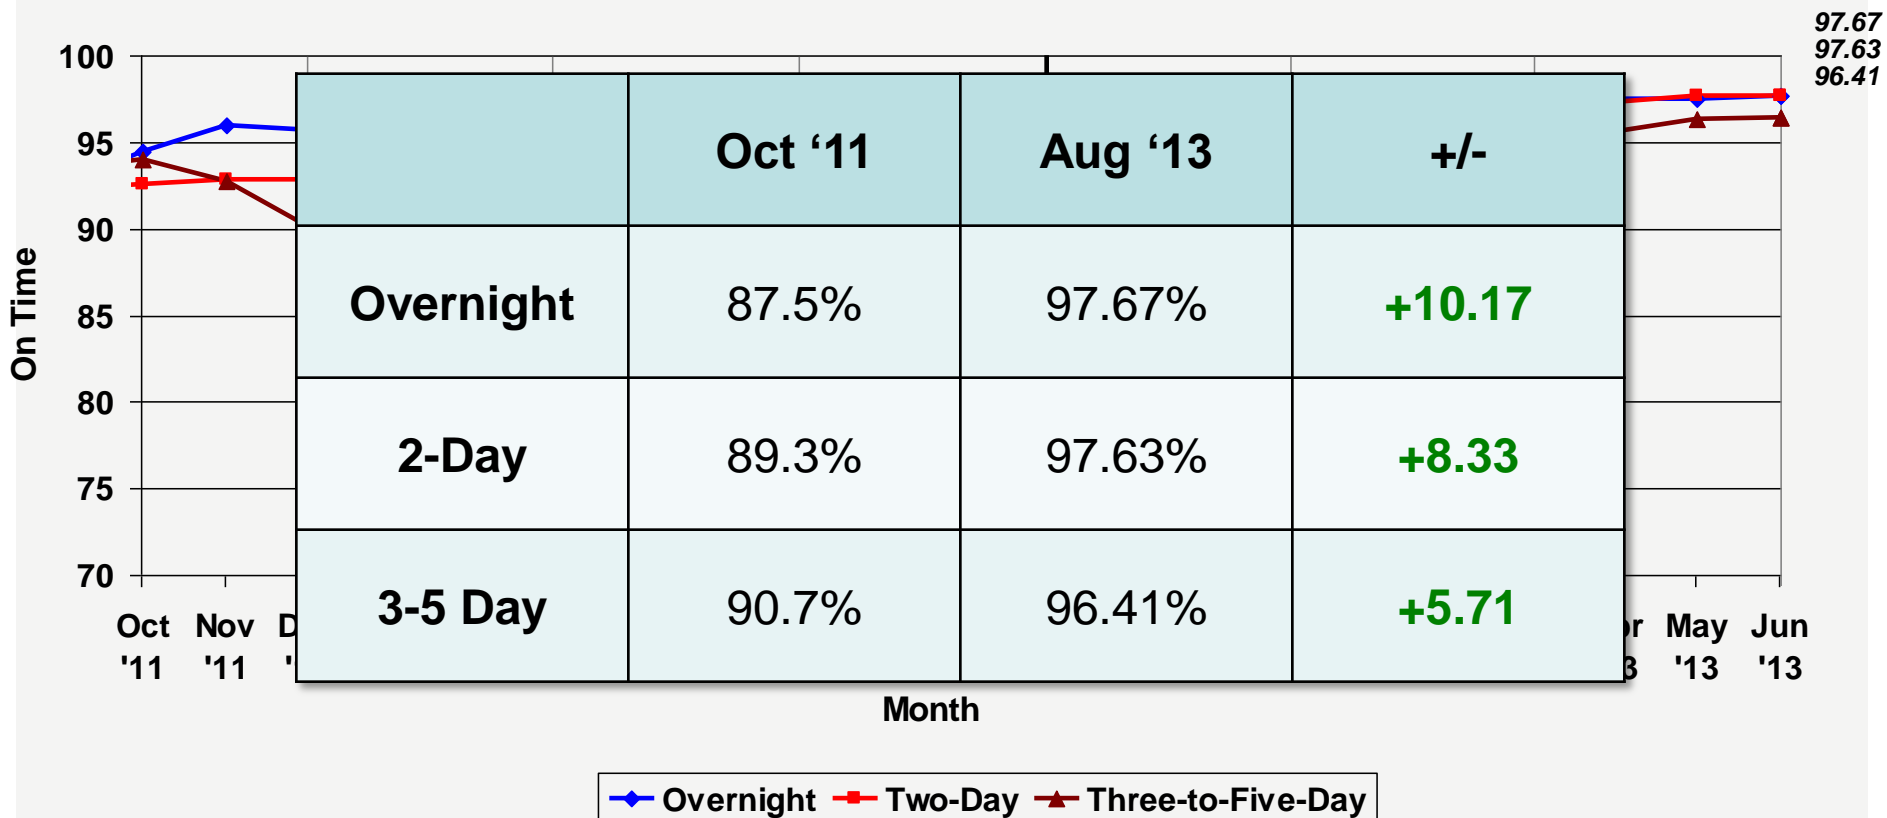 97.67
97.63
96.41
100
95
90
85
80
75
70
On Time
Oct ‘11 Aug ‘13 +/-
Overnight 87.5% 97.67% +10.17
2-Day 89.3% 97.63% +8.33
3-5 Day 90.7% 96.41% +5.71
Oct Nov May Jun
'11 '11 '13 '13
Month
Overnight Two-Day Three-to-Five-Day